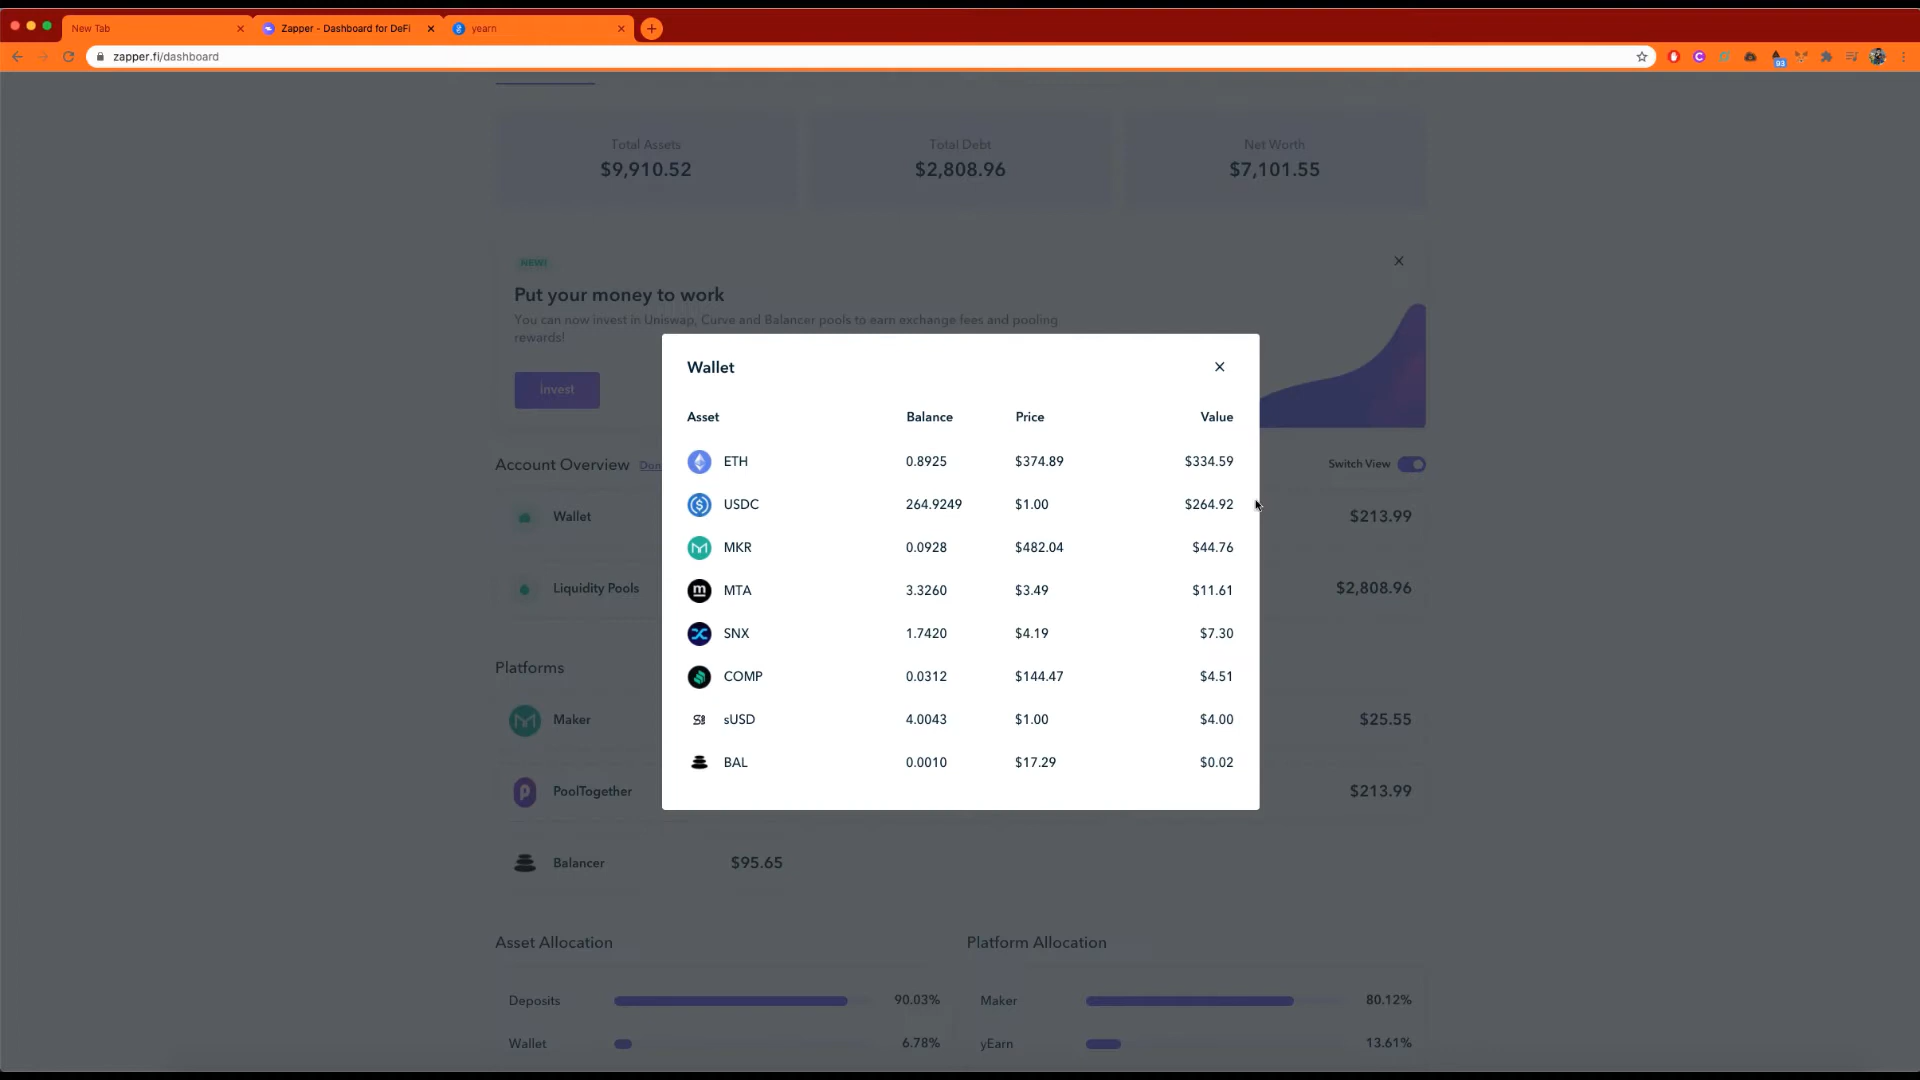 New Tab
Zapper - Dashboard for DeFi
yearn
zapper.fi/dashboard
93
Total Assets
$9,910.52
Total Debt
$2,808.96
Net Worth
$7,101.55
NEW!
Put your money to work
You can now invest in Uniswap, Curve and Balancer pools to earn exchange fees and pooling
rewards!
Invest
Account Overview
Switch View
Wallet
$213.99
Liquidity Pools
$2,808.96
Platforms
Maker
$25.55
PoolTogether
$213.99
Balancer
$95.65
Wallet
Asset Balance Price Value
ETH 0.8925 $374.89 $334.59
USDC 264.9249 $1.00 $264.92
MKR 0.0928 $482.04 $44.76
MTA 3.3260 $3.49 $11.61
SNX 1.7420 $4.19 $7.30
COMP 0.0312 $144.47 $4.51
sUSD 4.0043 $1.00 $4.00
BAL 0.0010 $17.29 $0.02
Asset Allocation
Deposits 90.03%
Wallet 6.78%
Platform Allocation
Maker 80.12%
yEarn 13.61%